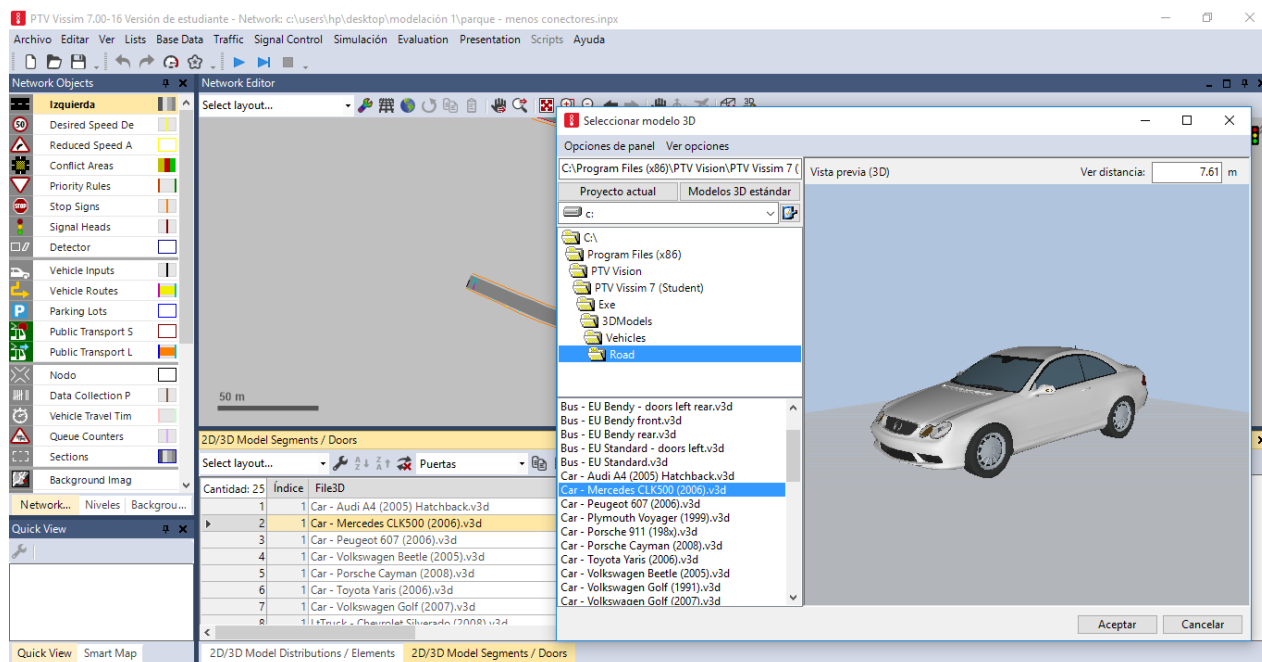 PTV Vissim 7.00-16 Versión de estudiante - Network: c:\users\hp\desktop\modelación 1\parque - menos conectores.inpx
Archivo Editar Ver Lists Base Data Traffic Signal Control Simulación Evaluation Presentation Scripts Ayuda
Network Objects
Izquierda
50
Desired Speed De
Reduced Speed A
Conflict Areas
Priority Rules
STOP
Stop Signs
Signal Heads
Detector
Vehicle Inputs
Vehicle Routes
P
Parking Lots
Public Transport S
Public Transport L
Nodo
Data Collection P
Vehicle Travel Tim
Queue Counters
Sections
Background Imag
Network... Niveles Backgrou...
Quick View
Quick View Smart Map
Network Editor
Select layout...
50 m
2D/3D Model Segments / Doors
Select layout... Puertas
Cantidad: 25 Índice File3D
1 1 Car - Audi A4 (2005) Hatchback.v3d
2 1 Car - Mercedes CLK500 (2006).v3d
3 1 Car - Peugeot 607 (2006).v3d
4 1 Car - Volkswagen Beetle (2005).v3d
5 1 Car - Porsche Cayman (2008).v3d
6 1 Car - Toyota Yaris (2006).v3d
7 1 Car - Volkswagen Golf (2007).v3d
8 1 LtTruck - Chevrolet Silverado (2008).v3d
2D/3D Model Distributions / Elements 2D/3D Model Segments / Doors
Seleccionar modelo 3D
Opciones de panel Ver opciones
C:\Program Files (x86)\PTV Vision\PTV Vissim 7 (
Proyecto actual Modelos 3D estándar
c:
C:\
Program Files (x86)
PTV Vision
PTV Vissim 7 (Student)
Exe
3DModels
Vehicles
Road
Bus - EU Bendy - doors left rear.v3d
Bus - EU Bendy front.v3d
Bus - EU Bendy rear.v3d
Bus - EU Standard - doors left.v3d
Bus - EU Standard.v3d
Car - Audi A4 (2005) Hatchback.v3d
Car - Mercedes CLK500 (2006).v3d
Car - Peugeot 607 (2006).v3d
Car - Plymouth Voyager (1999).v3d
Car - Porsche 911 (198x).v3d
Car - Porsche Cayman (2008).v3d
Car - Toyota Yaris (2006).v3d
Car - Volkswagen Beetle (2005).v3d
Car - Volkswagen Golf (1991).v3d
Car - Volkswagen Golf (2007).v3d
Vista previa (3D) Ver distancia: 7.61 m
Aceptar Cancelar